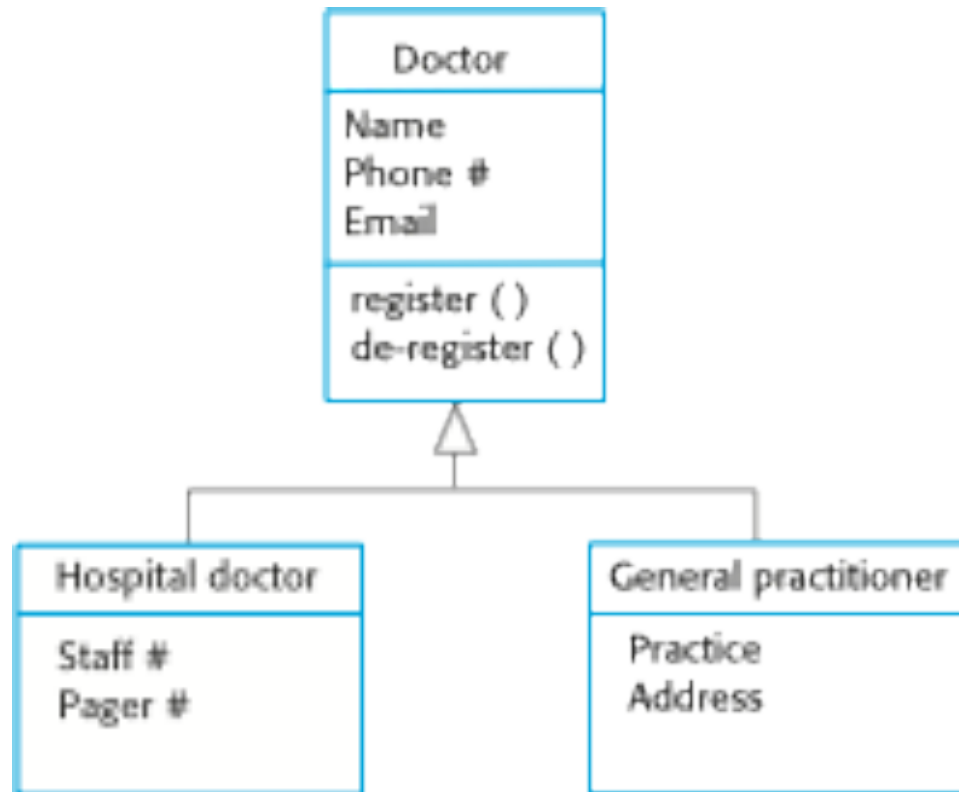 Doctor
Name
Phone #
Email
register ( )
de-register ( )
Hospital doctor
Staff #
Pager #
General practitioner
Practice
Address